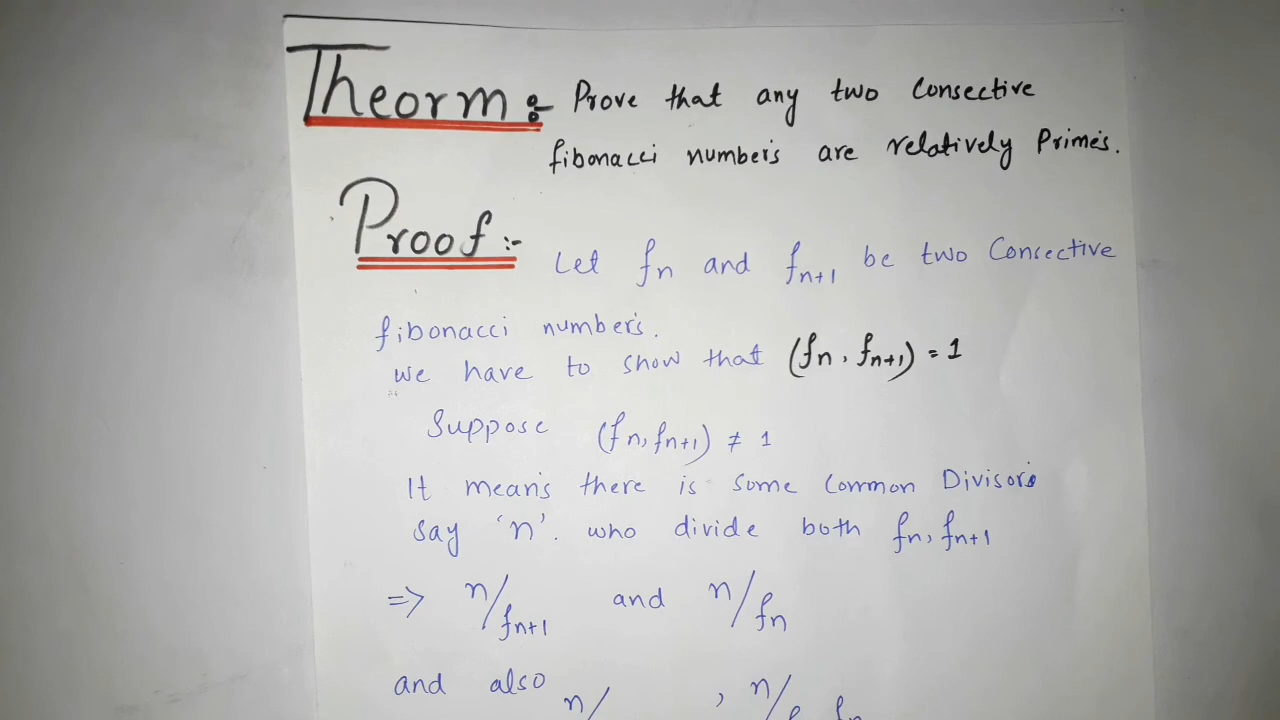 Theorm:- Prove that any two Consective
fibonacci numbers are relatively Primes.
Proof:- Let fn and fn+1 be two Consective
fibonacci numbers.
we have to show that (fn, fn+1) = 1
Suppose (fn, fn+1) ≠ 1
It means there is some Common Divisors
say 'n'. who divide both fn, fn+1
=> n/fn+1 and n/fn
and also n/ , n/